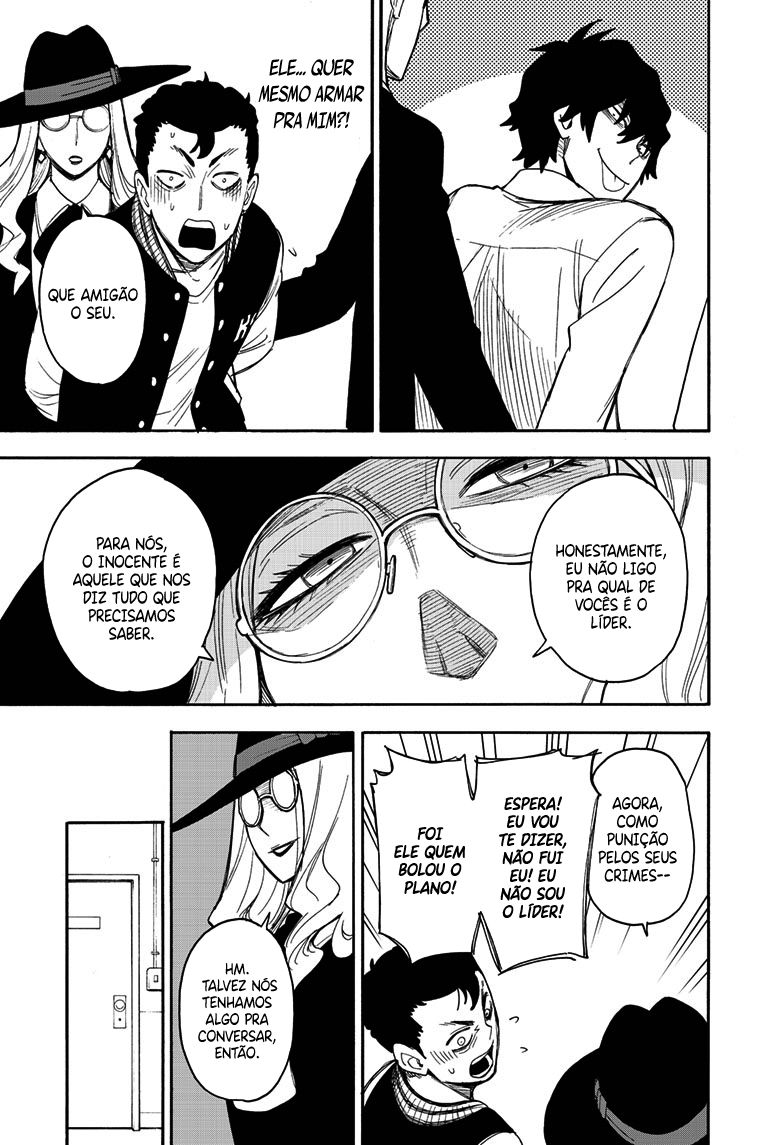 ELE... QUER
MESMO ARMAR
PRA MIM?!
QUE AMIGÃO
O SEU.
HONESTAMENTE,
EU NÃO LIGO
PRA QUAL DE
VOCÊS É O
LÍDER.
PARA NÓS,
O INOCENTE É
AQUELE QUE NOS
DIZ TUDO QUE
PRECISAMOS
SABER.
AGORA,
COMO
PUNIÇÃO
PELOS SEUS
CRIMES--
ESPERA!
EU VOU
TE DIZER,
NÃO FUI
EU! EU
NÃO SOU
O LÍDER!
FOI
ELE QUEM
BOLOU O
PLANO!
HM.
TALVEZ NÓS
TENHAMOS
ALGO PRA
CONVERSAR,
ENTÃO.